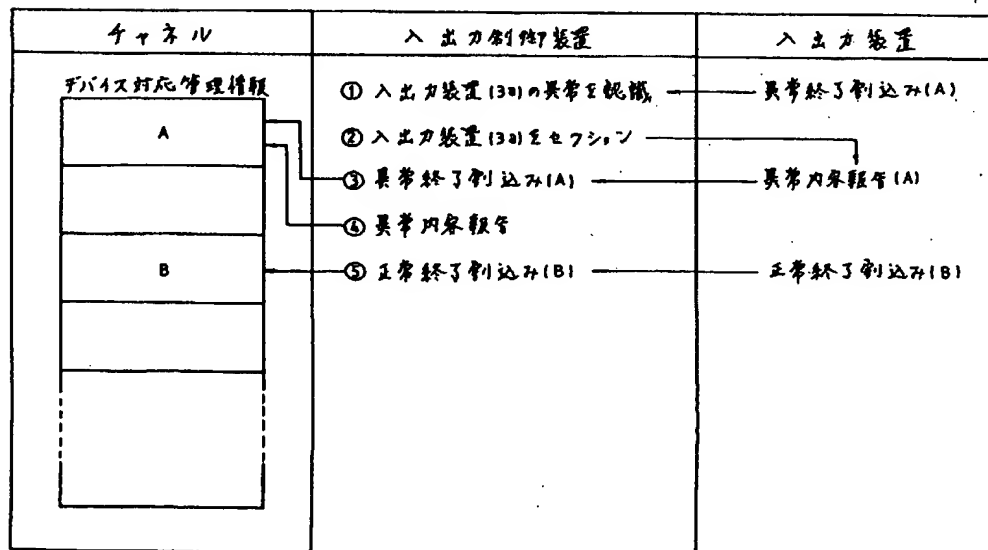 チャネル
入出力制御装置
入出力装置
デバイス対応管理情報
A
B
① 入出力装置(3a)の異常を認識
② 入出力装置(3a)をセクション
③ 異常終了割込み(A)
④ 異常内容報告
⑤ 正常終了割込み(B)
異常終了割込み(A)
異常内容報告(A)
正常終了割込み(B)